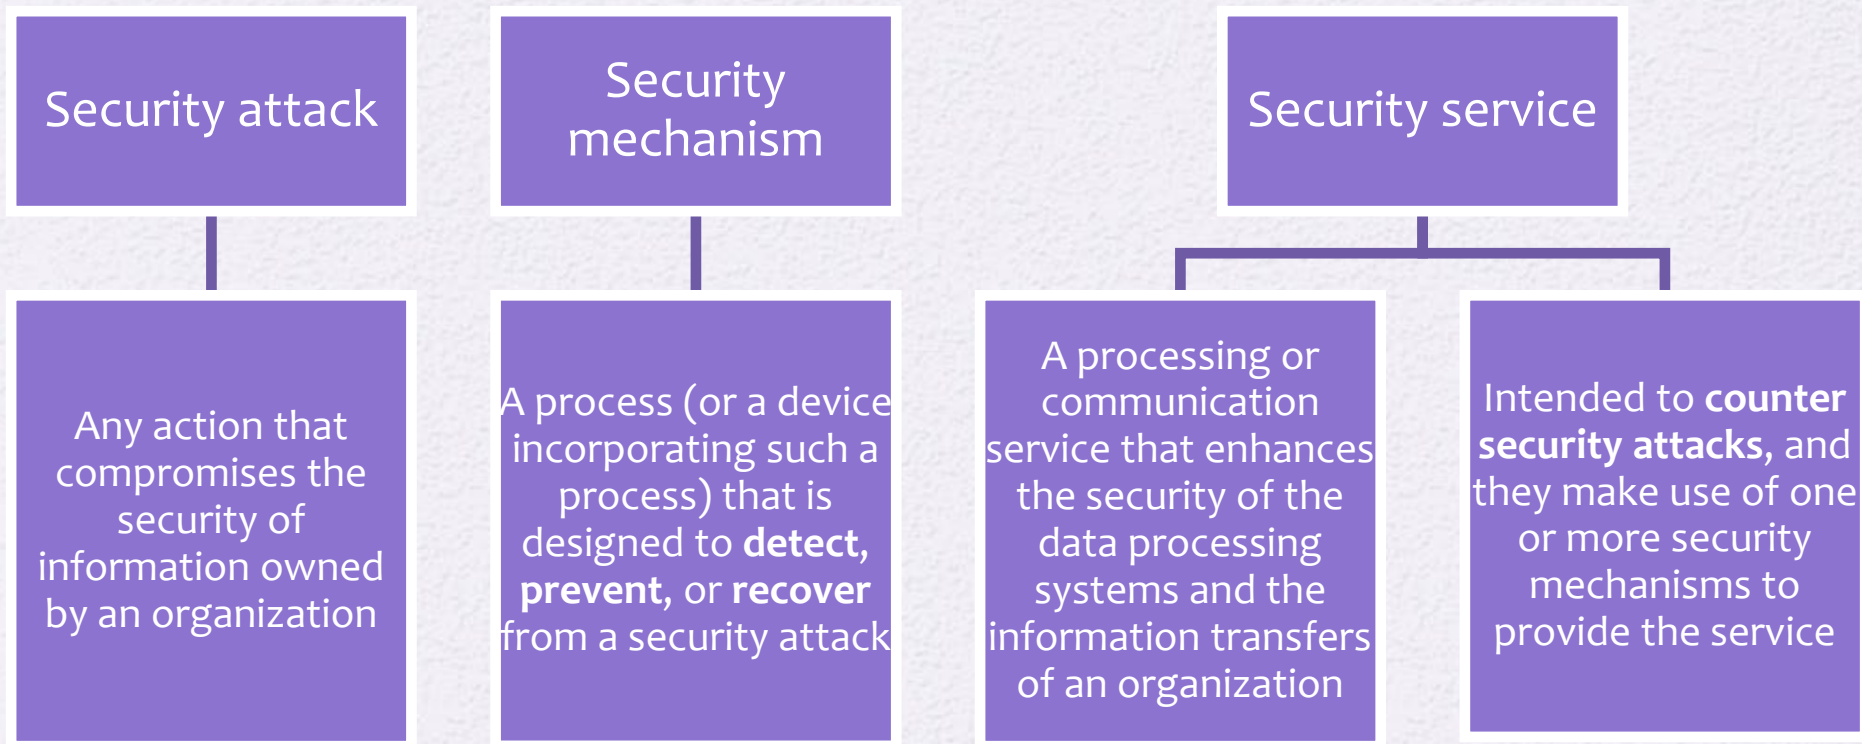 Security attack
Security
mechanism
Security service
Any action that
compromises the
security of
information owned
by an organization
A process (or a device
incorporating such a
process) that is
designed to detect,
prevent, or recover
from a security attack
A processing or
communication
service that enhances
the security of the
data processing
systems and the
information transfers
of an organization
Intended to counter
security attacks, and
they make use of one
or more security
mechanisms to
provide the service